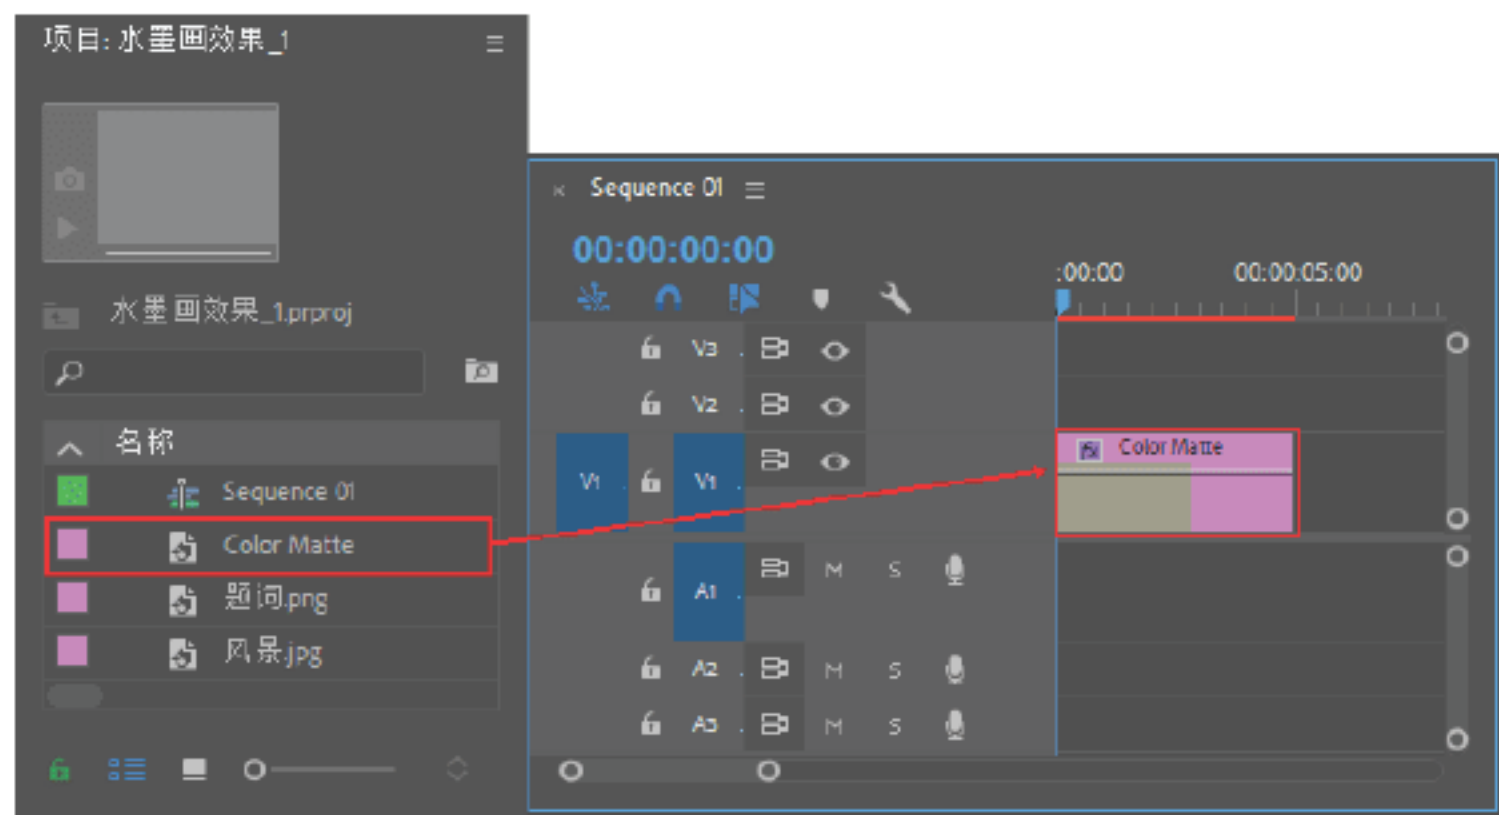 项目: 水墨画效果_1
水墨画效果_1.prproj
名称
Sequence 01
Color Matte
题词.png
风景.jpg
Sequence 01
00:00:00:00
:00:00 00:00:05:00
V3
V2
V1 V1
fx Color Matte
A1 M S
A2 M S
A3 M S